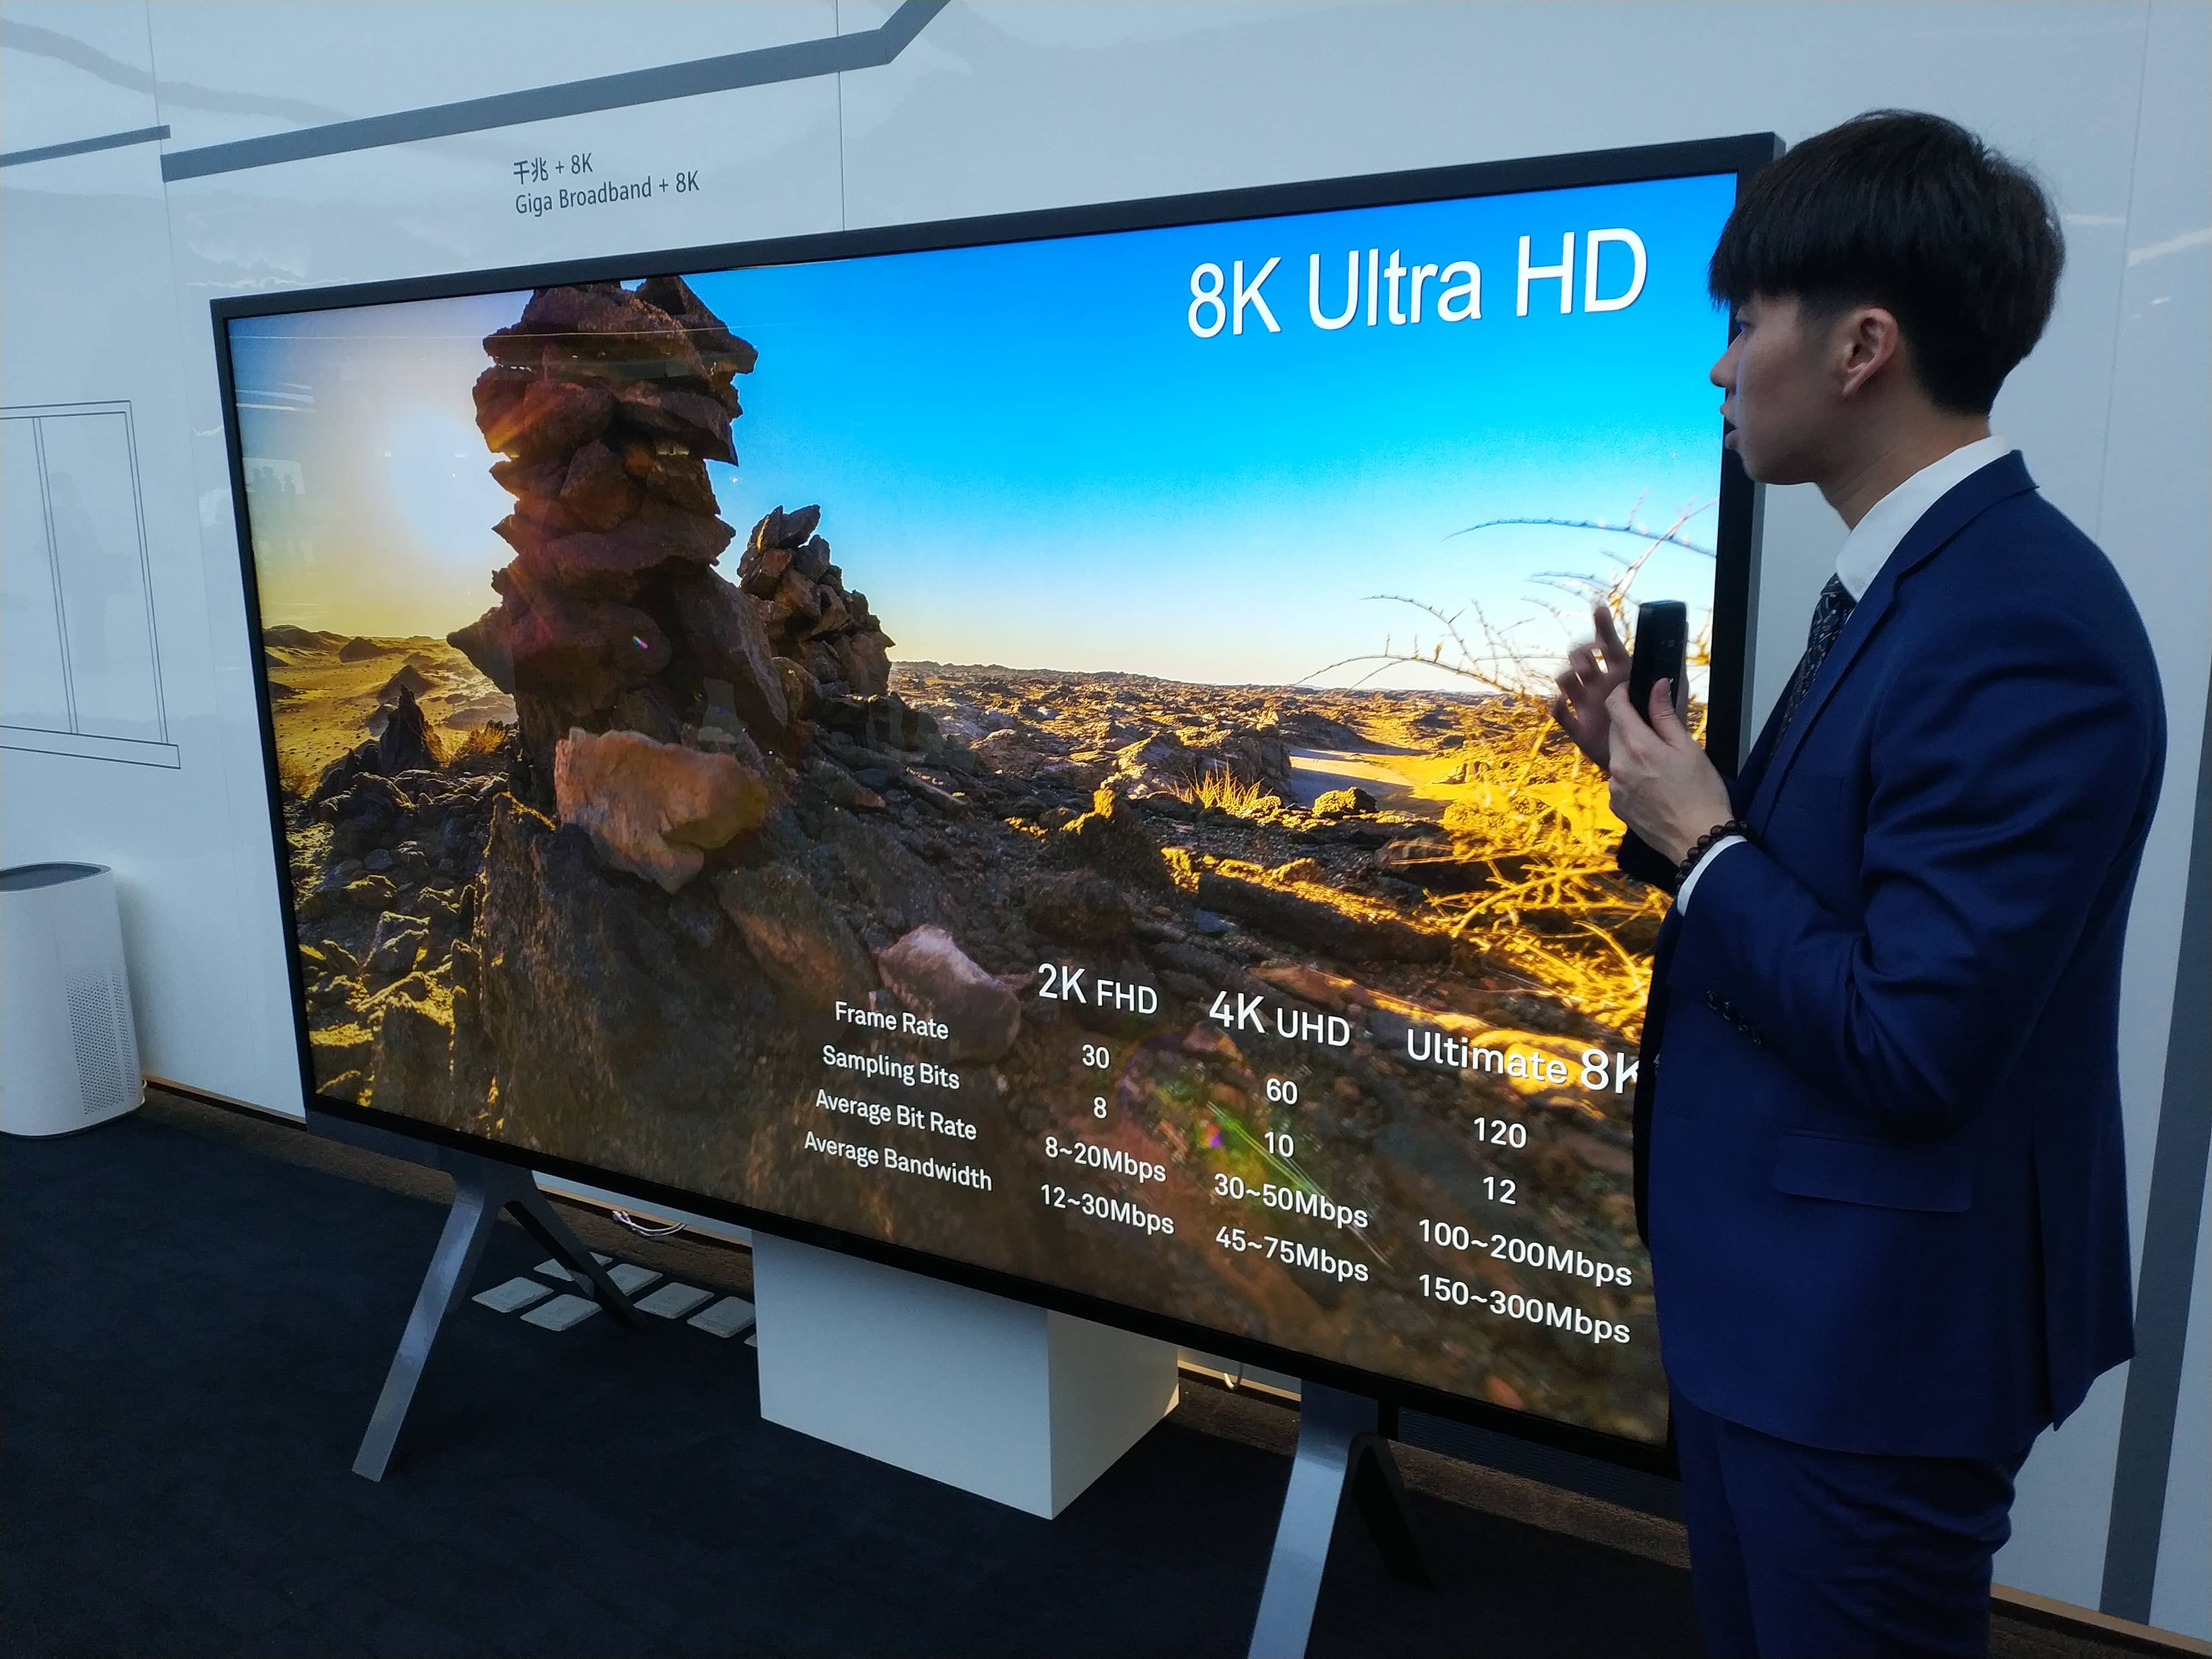 千兆 + 8K
Giga Broadband + 8K
8K Ultra HD
2K FHD 4K UHD Ultimate 8K
Frame Rate 30 60 120
Sampling Bits 8 10 12
Average Bit Rate 8~20Mbps 30~50Mbps 100~200Mbps
Average Bandwidth 12~30Mbps 45~75Mbps 150~300Mbps